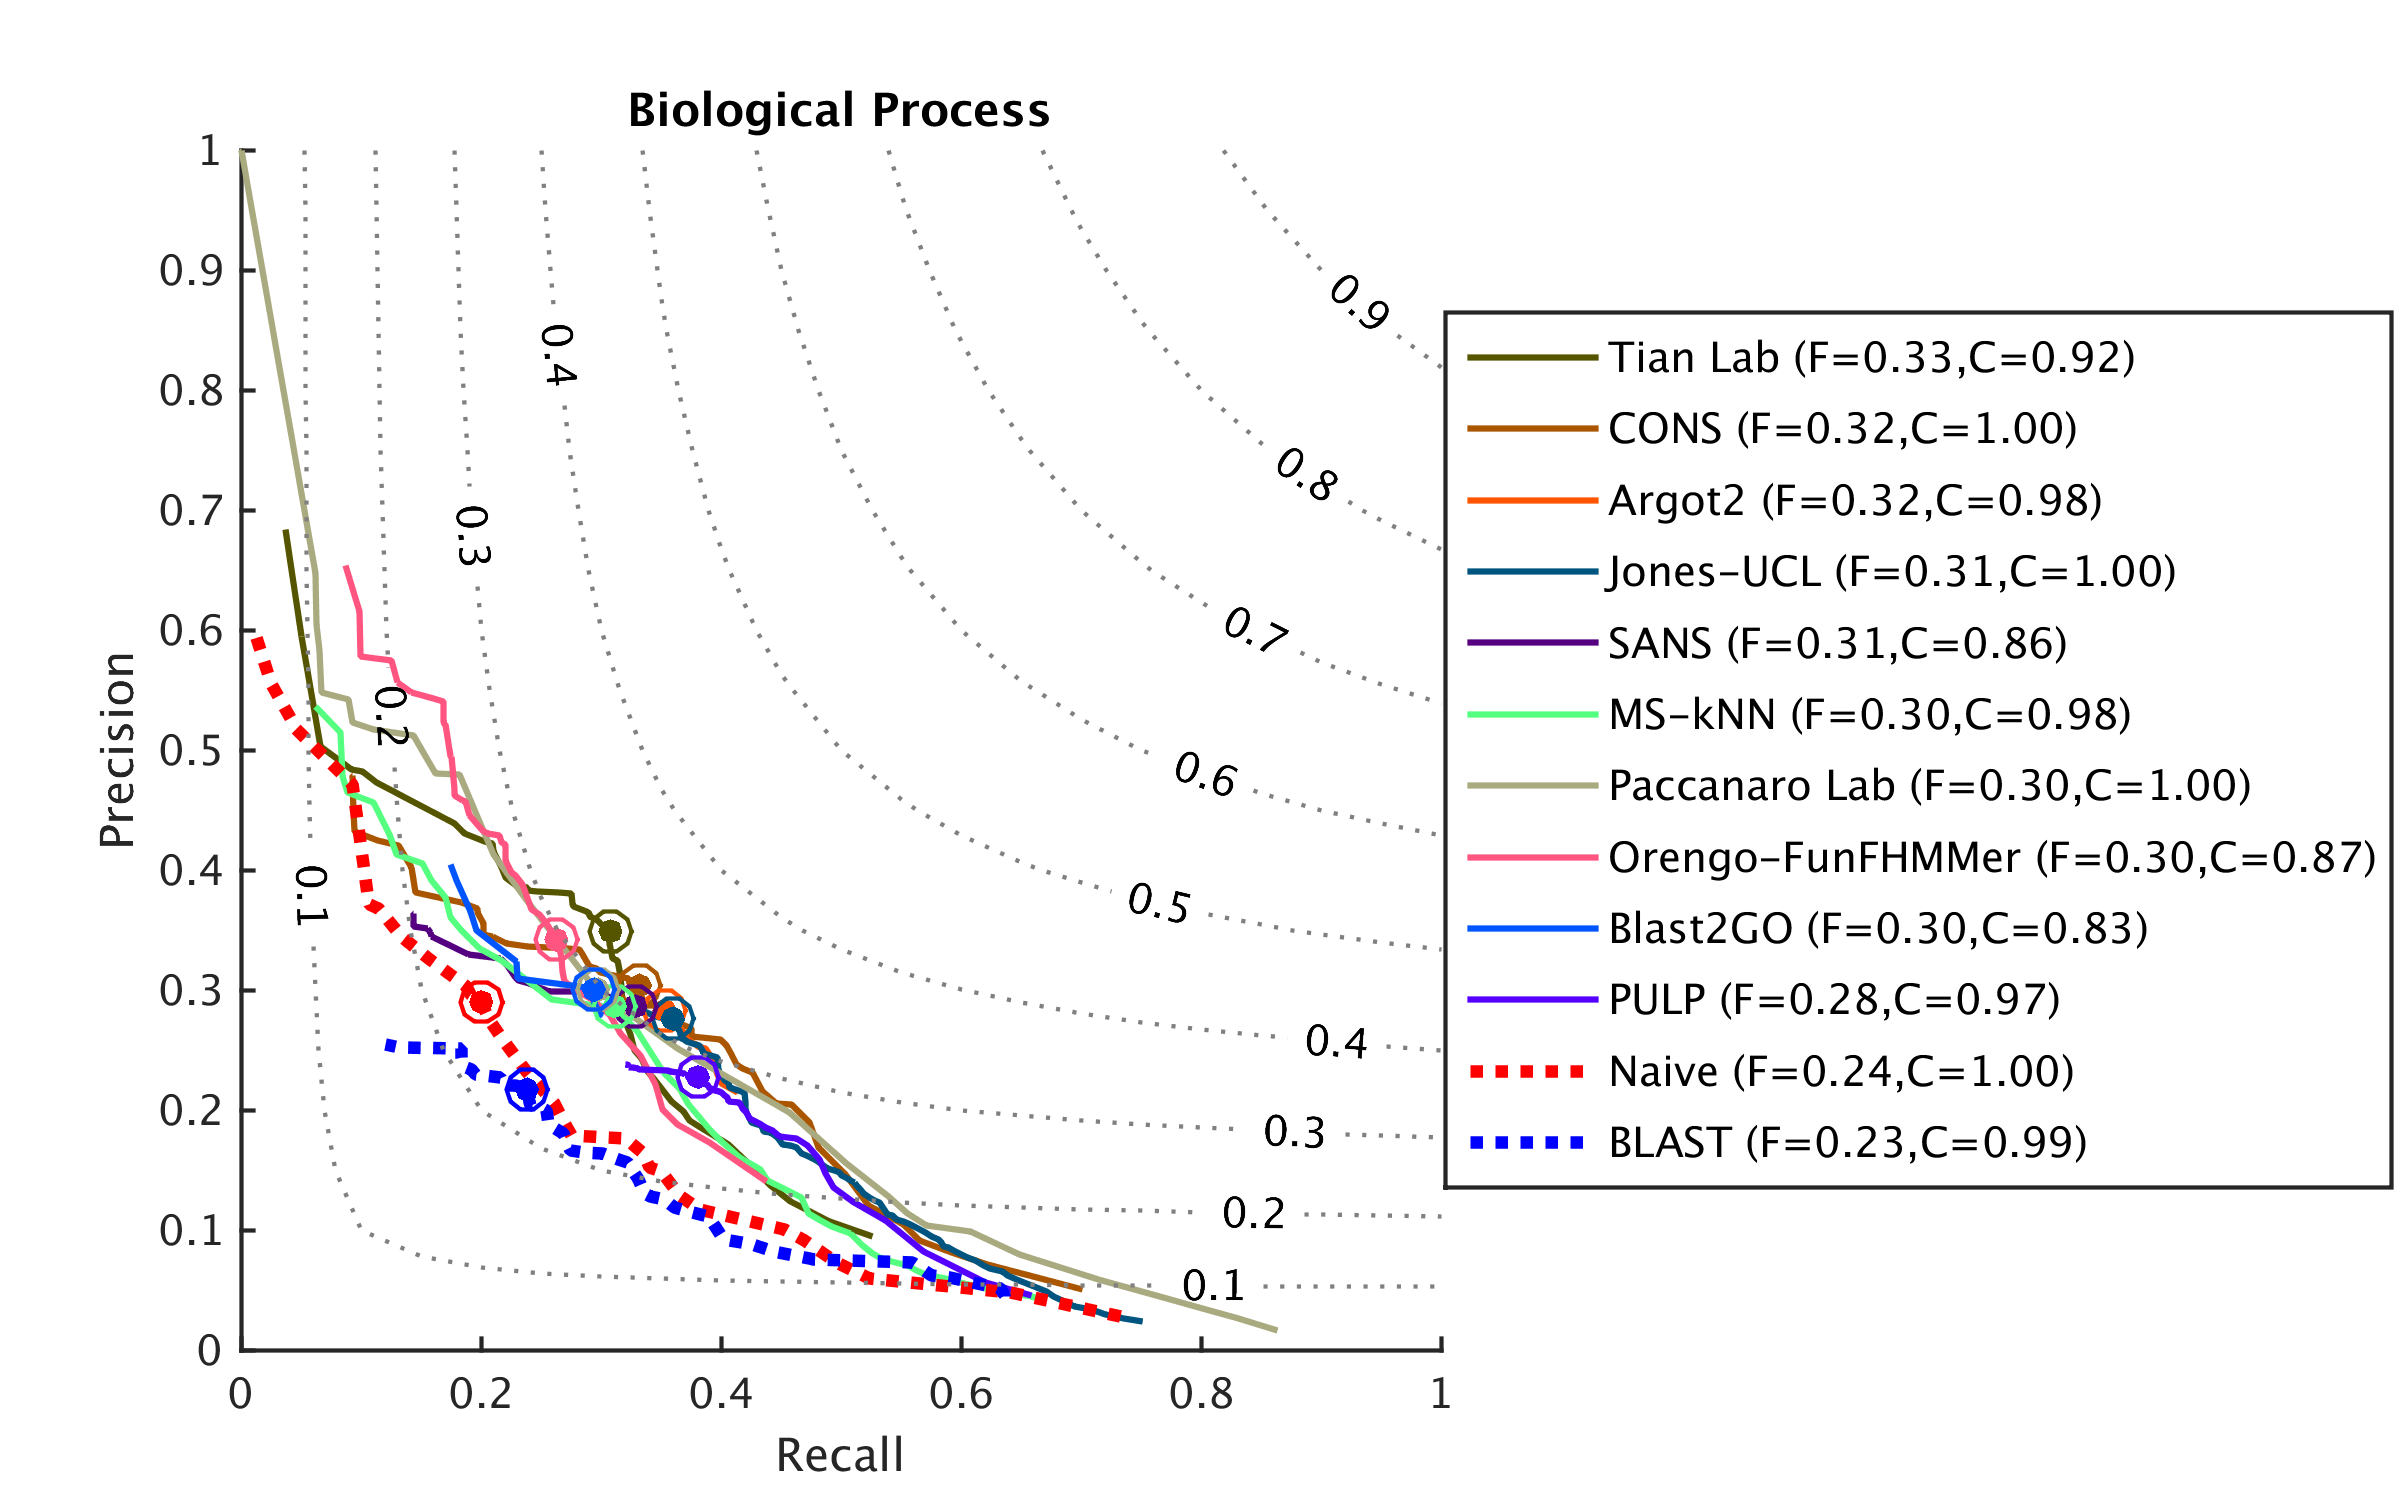 Biological Process
1
0.9
0.8
0.7
0.6
0.5
0.4
0.3
0.2
0.1
0
Precision
0
0.2
0.4
0.6
0.8
1
Recall
0.1
0.2
0.3
0.4
0.9
0.8
0.7
0.6
0.5
0.4
0.3
0.2
0.1
Tian Lab (F=0.33,C=0.92)
CONS (F=0.32,C=1.00)
Argot2 (F=0.32,C=0.98)
Jones-UCL (F=0.31,C=1.00)
SANS (F=0.31,C=0.86)
MS-kNN (F=0.30,C=0.98)
Paccanaro Lab (F=0.30,C=1.00)
Orengo-FunFHMMer (F=0.30,C=0.87)
Blast2GO (F=0.30,C=0.83)
PULP (F=0.28,C=0.97)
Naive (F=0.24,C=1.00)
BLAST (F=0.23,C=0.99)